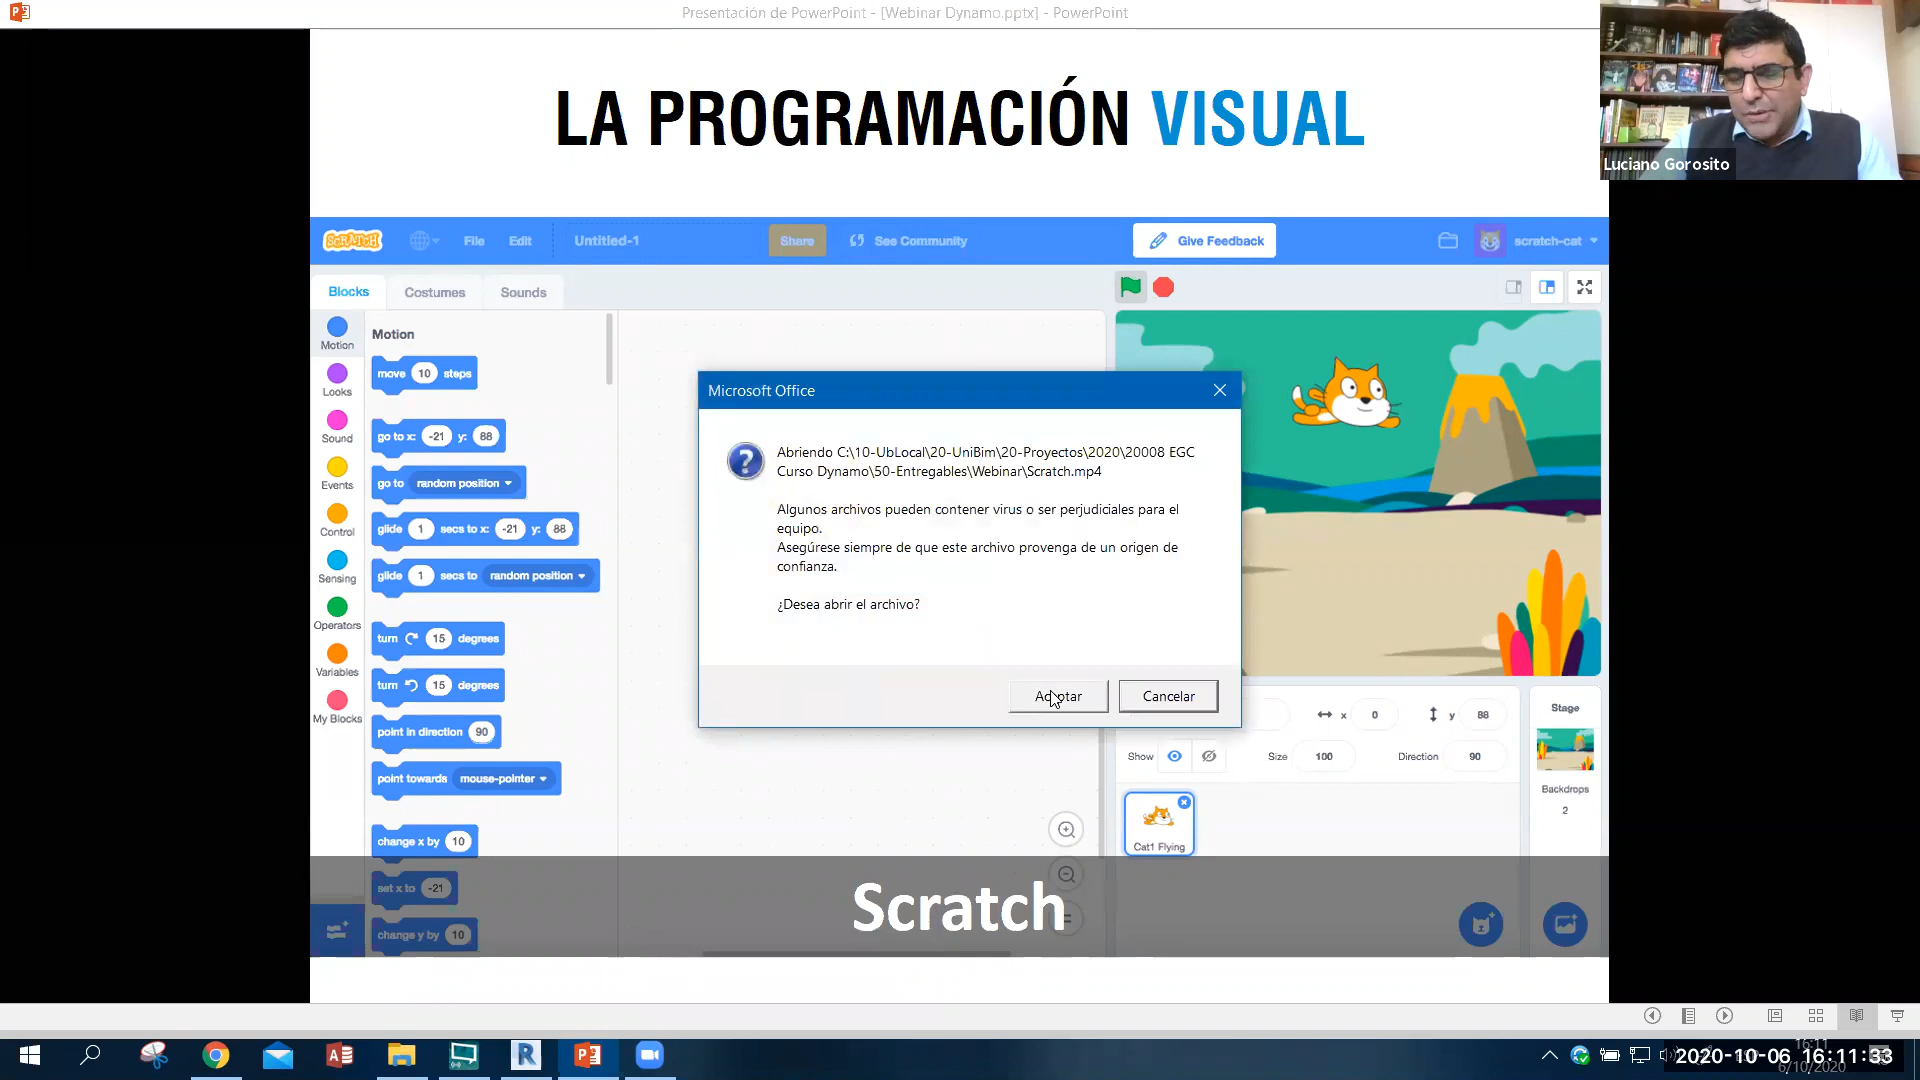 Presentación de PowerPoint - [Webinar Dynamo.pptx] - PowerPoint
LA PROGRAMACIÓN VISUAL
Luciano Gorosito
SCRATCH
File
Edit
Untitled-1
Share
See Community
Give Feedback
scratch-cat
Blocks
Costumes
Sounds
Motion
Looks
Sound
Events
Control
Sensing
Operators
Variables
My Blocks
Motion
move 10 steps
go to x: -21 y: 88
go to random position
glide 1 secs to x: -21 y: 88
glide 1 secs to random position
turn 15 degrees
turn 15 degrees
point in direction 90
point towards mouse-pointer
change x by 10
set x to -21
change y by 10
Microsoft Office
Abriendo C:\10-UbLocal\20-UniBim\20-Proyectos\2020\20008 EGC
Curso Dynamo\50-Entregables\Webinar\Scratch.mp4
Algunos archivos pueden contener virus o ser perjudiciales para el
equipo.
Asegúrese siempre de que este archivo provenga de un origen de
confianza.
¿Desea abrir el archivo?
Aceptar
Cancelar
x 0
y 88
Show
Size 100
Direction 90
Cat1 Flying
Stage
Backdrops
2
Scratch
16:11
6/10/2020
2020-10-06 16:11:33